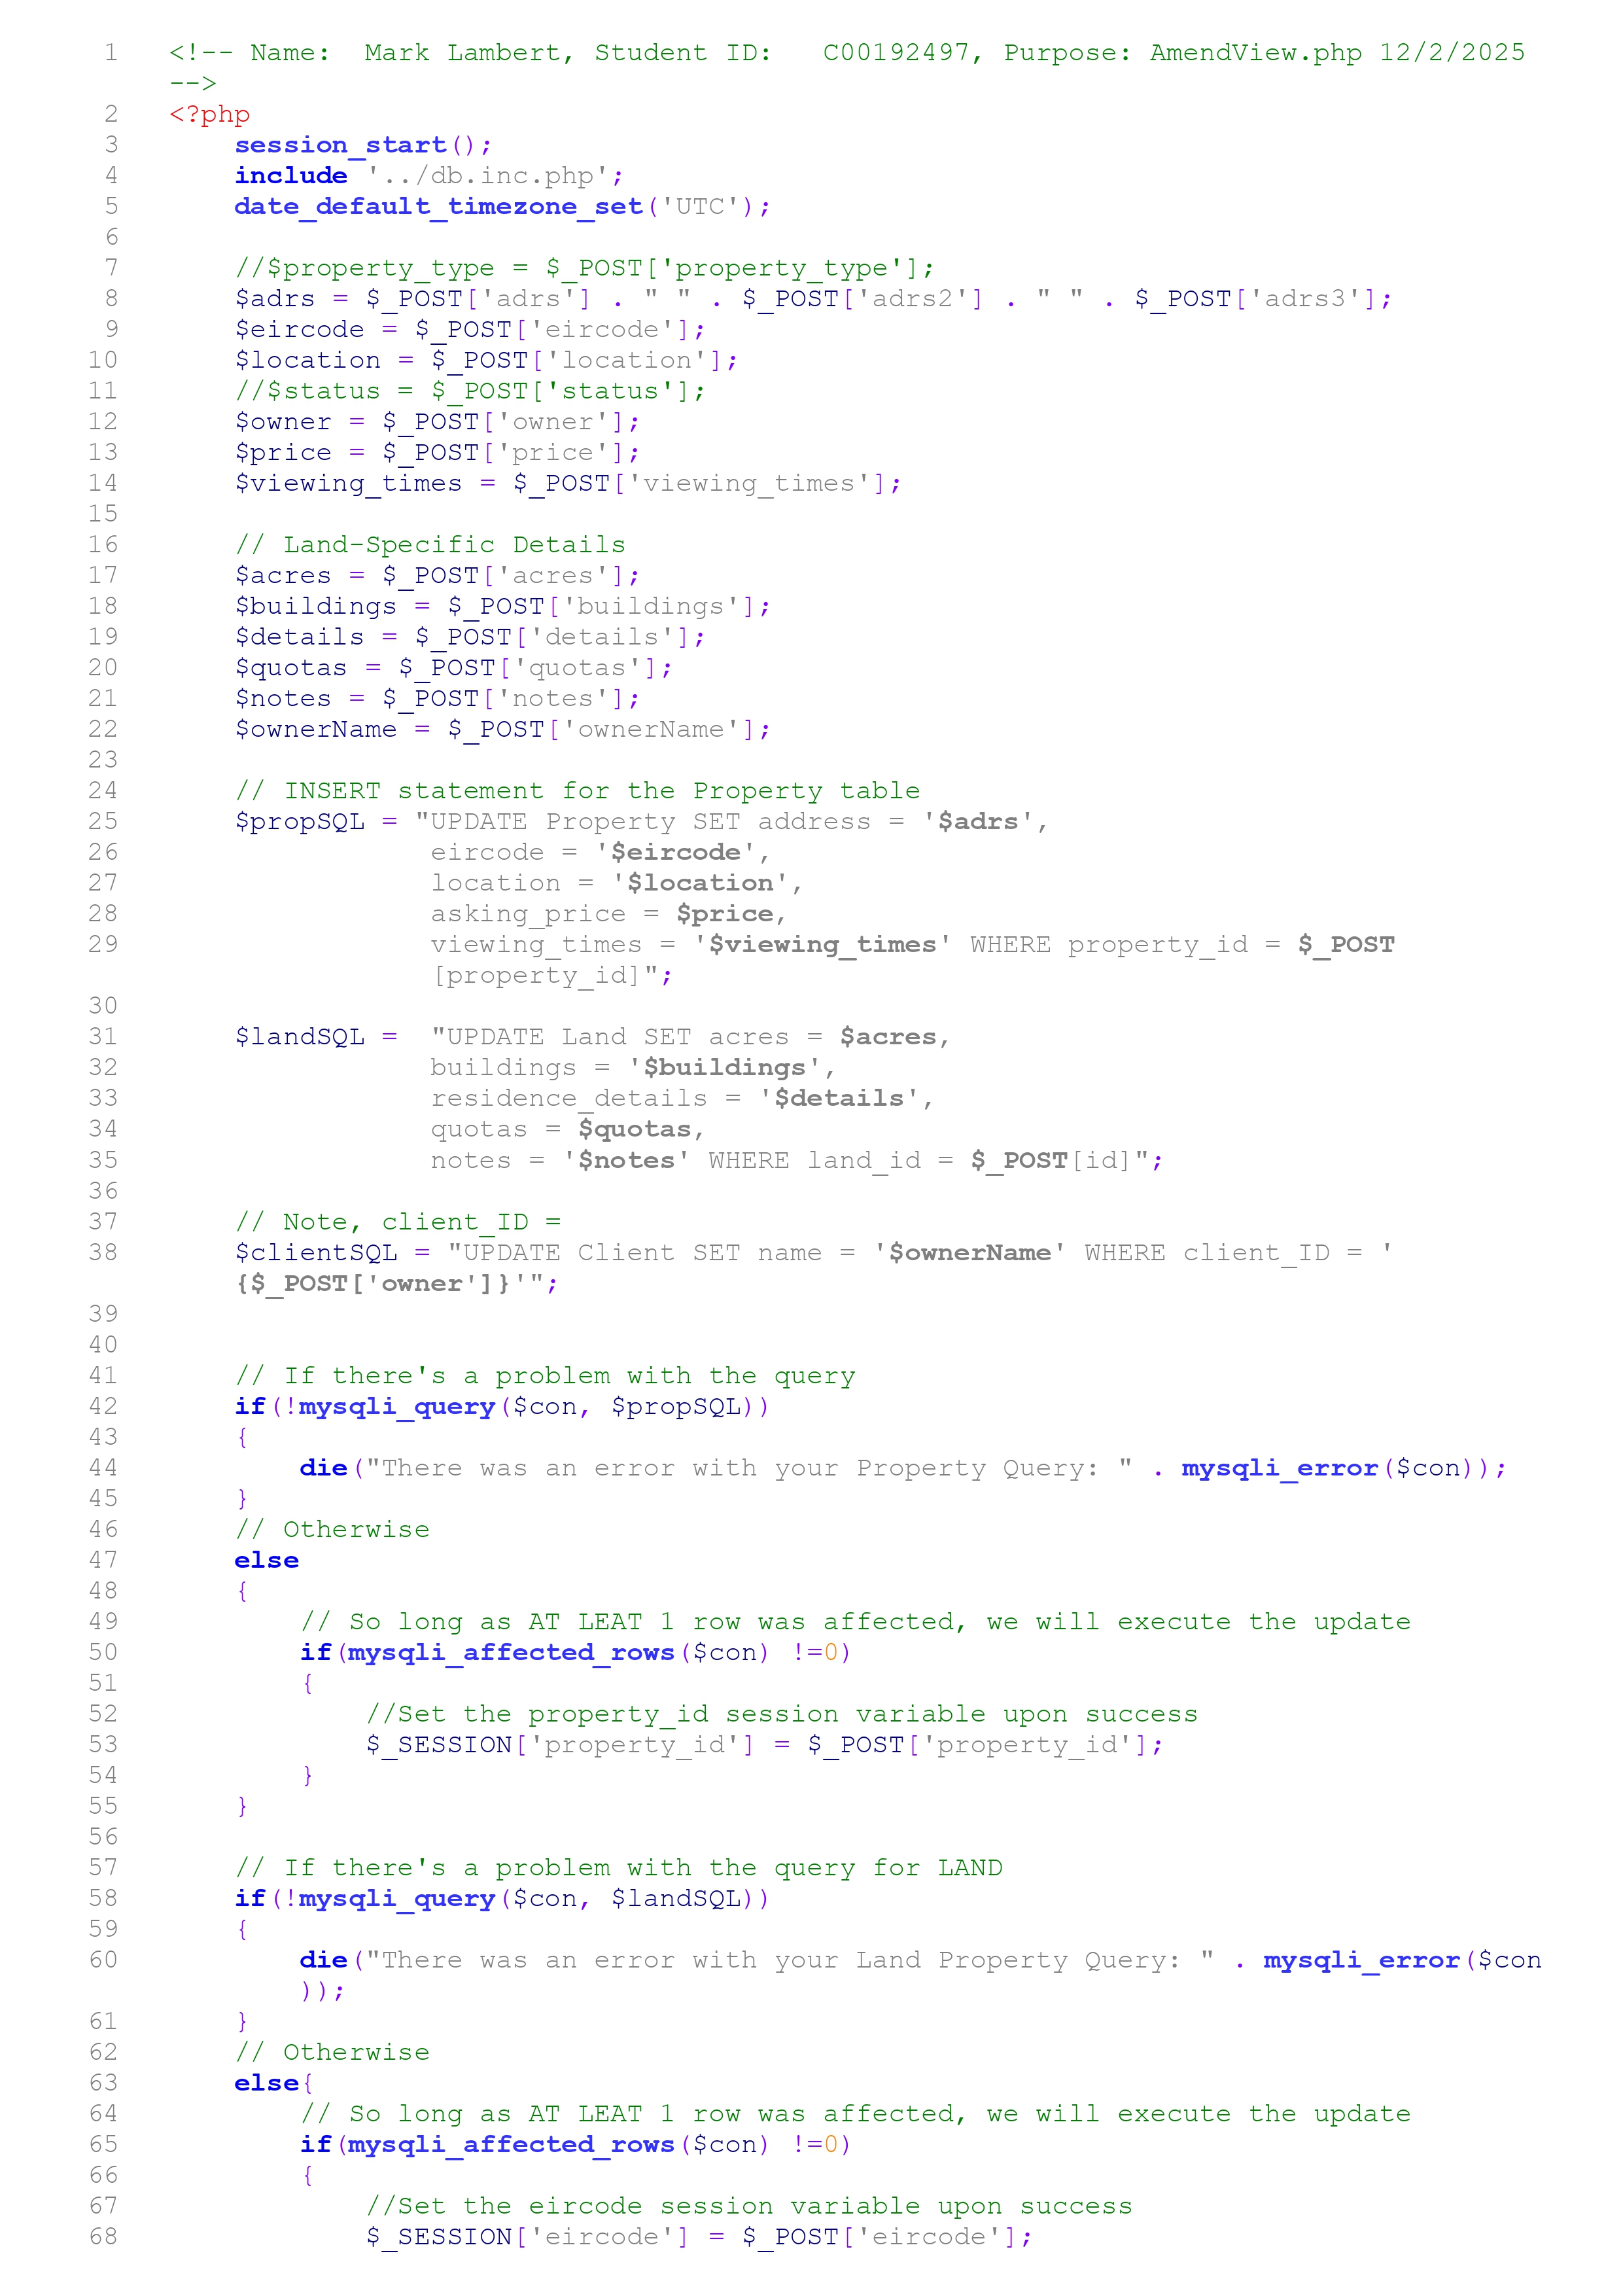 1 <!-- Name:  Mark Lambert, Student ID:   C00192497, Purpose: AmendView.php 12/2/2025
-->
2 <?php
3     session_start();
4     include '../db.inc.php';
5     date_default_timezone_set('UTC');
6
7     //$property_type = $_POST['property_type'];
8     $adrs = $_POST['adrs'] . " " . $_POST['adrs2'] . " " . $_POST['adrs3'];
9     $eircode = $_POST['eircode'];
10     $location = $_POST['location'];
11     //$status = $_POST['status'];
12     $owner = $_POST['owner'];
13     $price = $_POST['price'];
14     $viewing_times = $_POST['viewing_times'];
15
16     // Land-Specific Details
17     $acres = $_POST['acres'];
18     $buildings = $_POST['buildings'];
19     $details = $_POST['details'];
20     $quotas = $_POST['quotas'];
21     $notes = $_POST['notes'];
22     $ownerName = $_POST['ownerName'];
23
24     // INSERT statement for the Property table
25     $propSQL = "UPDATE Property SET address = '$adrs',
26                 eircode = '$eircode',
27                 location = '$location',
28                 asking_price = $price,
29                 viewing_times = '$viewing_times' WHERE property_id = $_POST
[property_id]";
30
31     $landSQL =  "UPDATE Land SET acres = $acres,
32                 buildings = '$buildings',
33                 residence_details = '$details',
34                 quotas = $quotas,
35                 notes = '$notes' WHERE land_id = $_POST[id]";
36
37     // Note, client_ID =
38     $clientSQL = "UPDATE Client SET name = '$ownerName' WHERE client_ID = '
{$_POST['owner']}'";
39
40
41     // If there's a problem with the query
42     if(!mysqli_query($con, $propSQL))
43     {
44         die("There was an error with your Property Query: " . mysqli_error($con));
45     }
46     // Otherwise
47     else
48     {
49         // So long as AT LEAT 1 row was affected, we will execute the update
50         if(mysqli_affected_rows($con) !=0)
51         {
52             //Set the property_id session variable upon success
53             $_SESSION['property_id'] = $_POST['property_id'];
54         }
55     }
56
57     // If there's a problem with the query for LAND
58     if(!mysqli_query($con, $landSQL))
59     {
60         die("There was an error with your Land Property Query: " . mysqli_error($con
));
61     }
62     // Otherwise
63     else{
64         // So long as AT LEAT 1 row was affected, we will execute the update
65         if(mysqli_affected_rows($con) !=0)
66         {
67             //Set the eircode session variable upon success
68             $_SESSION['eircode'] = $_POST['eircode'];